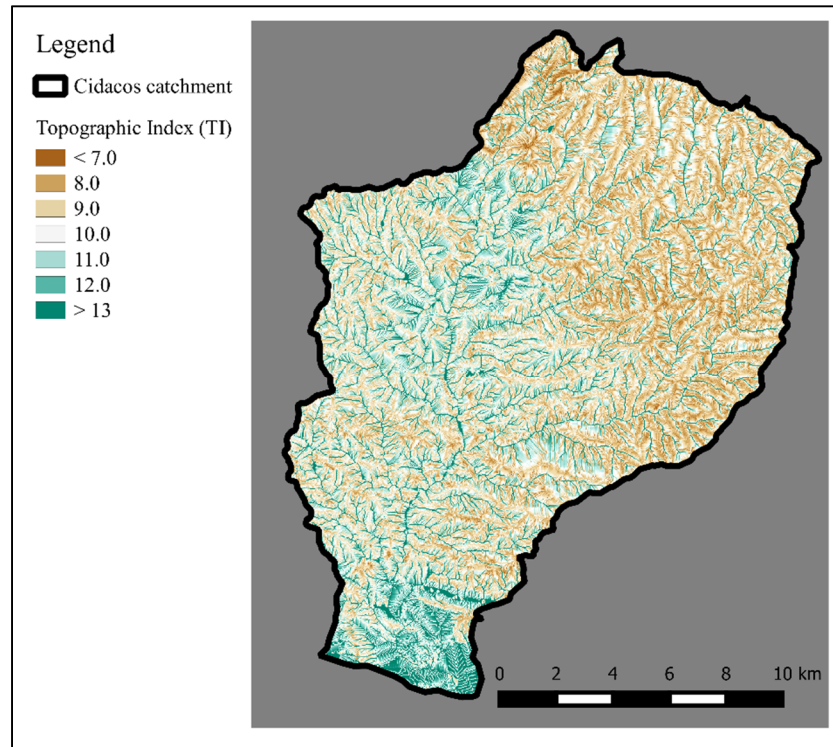 Legend
Cidacos catchment
Topographic Index (TI)
< 7.0
8.0
9.0
10.0
11.0
12.0
> 13
0 2 4 6 8 10 km